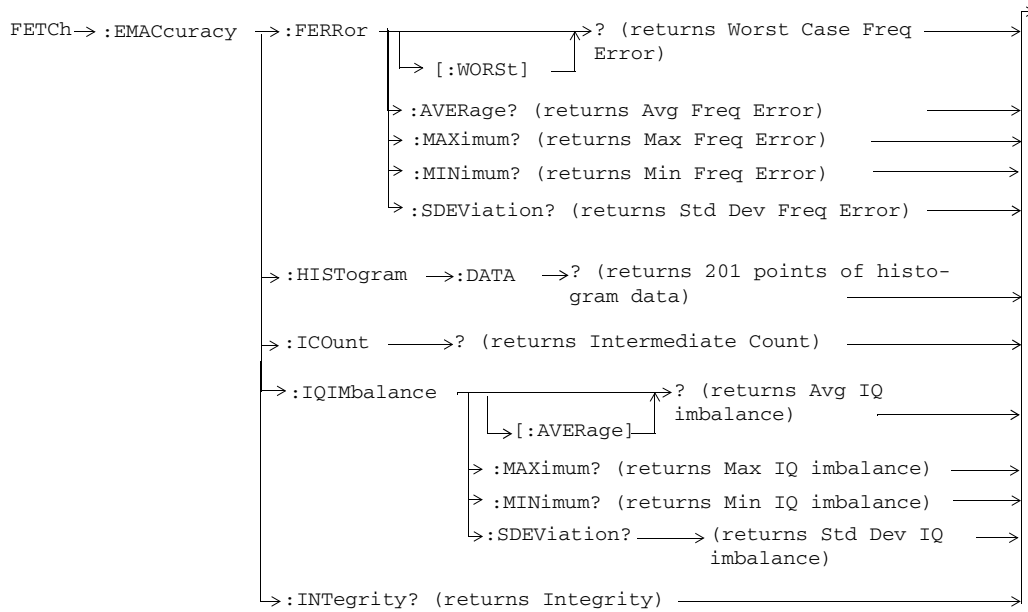 FETCh :EMACcuracy :FERRor ? (returns Worst Case Freq
Error)
[:WORSt]
:AVERage? (returns Avg Freq Error)
:MAXimum? (returns Max Freq Error)
:MINimum? (returns Min Freq Error)
:SDEViation? (returns Std Dev Freq Error)
:HISTogram :DATA ? (returns 201 points of histo-
gram data)
:ICOunt ? (returns Intermediate Count)
:IQIMbalance ? (returns Avg IQ
imbalance)
[:AVERage]
:MAXimum? (returns Max IQ imbalance)
:MINimum? (returns Min IQ imbalance)
:SDEViation? (returns Std Dev IQ
imbalance)
:INTegrity? (returns Integrity)